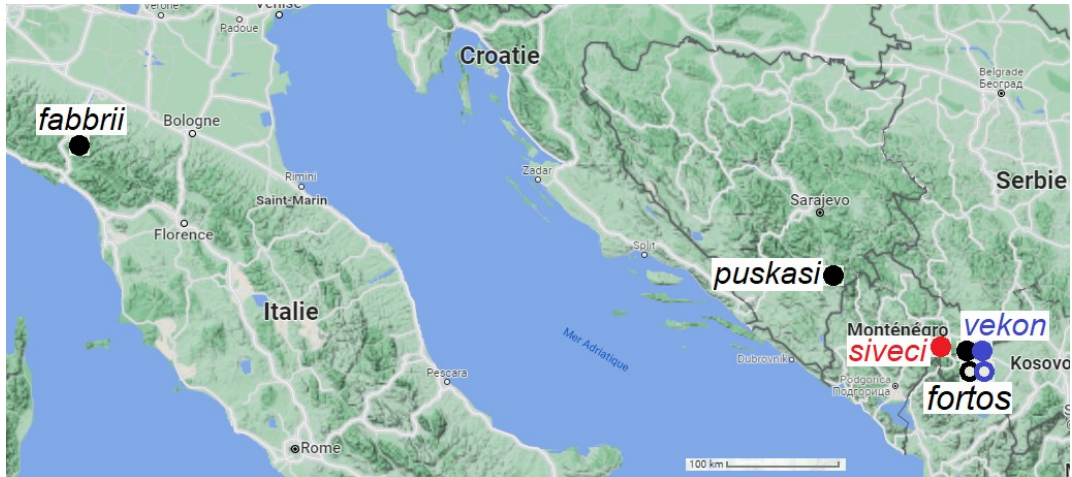 Padoue
Croatie
Belgrade
Београд
fabbrii
Bologne
Zadar
Serbie
Rimini
Saint-Marin
Sarajevo
Florence
Split
puskasi
Italie
Monténégro
vekon
siveci
Mer Adriatique
Dubrovnik
Kosovo
Pescara
Podgorica
Подгорица
fortos
Rome
100 km